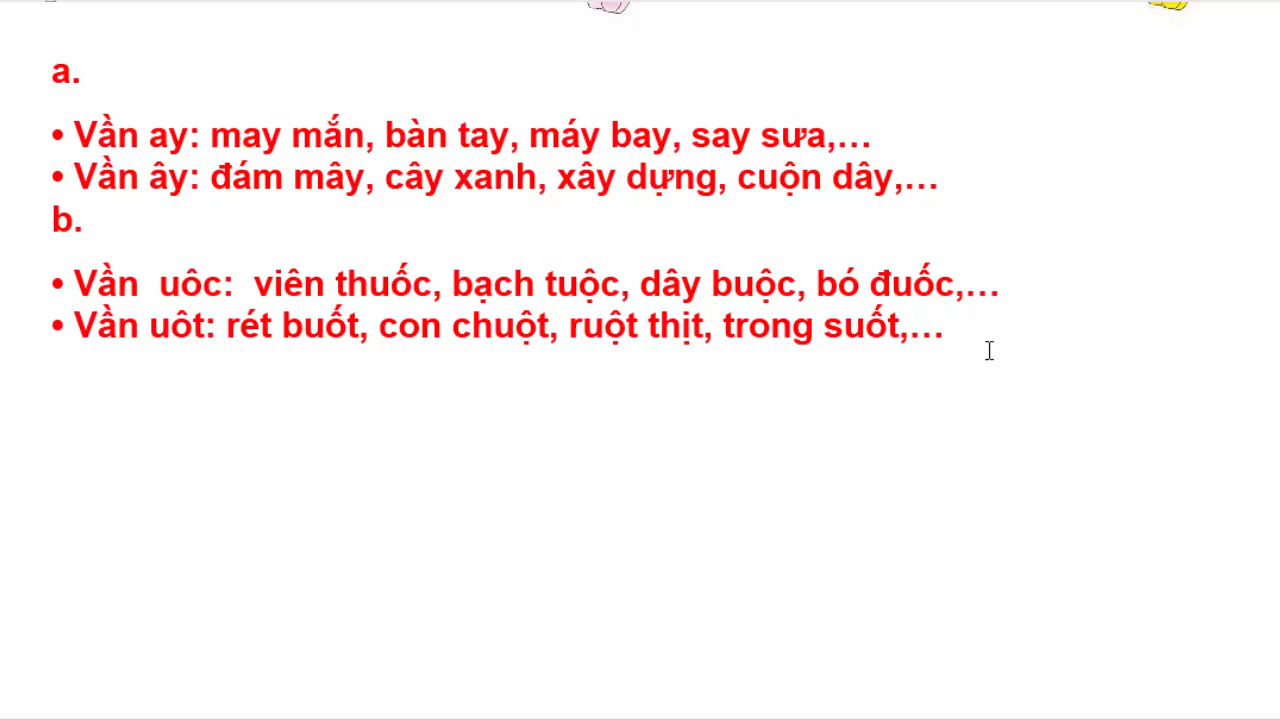 a.
• Vần ay: may mắn, bàn tay, máy bay, say sưa,…
• Vần ây: đám mây, cây xanh, xây dựng, cuộn dây,…
b.
• Vần  uôc:  viên thuốc, bạch tuộc, dây buộc, bó đuốc,…
• Vần uôt: rét buốt, con chuột, ruột thịt, trong suốt,…